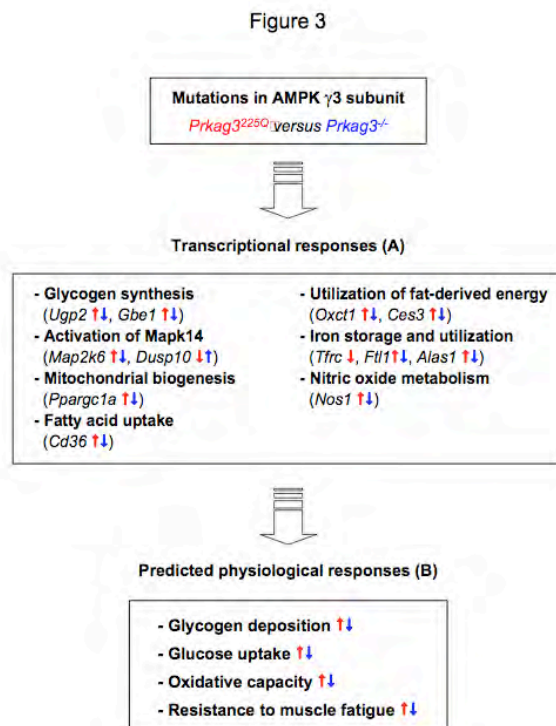 Figure 3
Mutations in AMPK γ3 subunit
Prkag3²²⁵Q versus Prkag3⁻/⁻
Transcriptional responses (A)
- Glycogen synthesis
(Ugp2 ↑↓, Gbe1 ↑↓)
- Activation of Mapk14
(Map2k6 ↑↓, Dusp10 ↓↑)
- Mitochondrial biogenesis
(Ppargc1a ↑↓)
- Fatty acid uptake
(Cd36 ↑↓)
- Utilization of fat-derived energy
(Oxct1 ↑↓, Ces3 ↑↓)
- Iron storage and utilization
(Tfrc ↓, Ftl1↑↓, Alas1 ↑↓)
- Nitric oxide metabolism
(Nos1 ↑↓)
Predicted physiological responses (B)
- Glycogen deposition ↑↓
- Glucose uptake ↑↓
- Oxidative capacity ↑↓
- Resistance to muscle fatigue ↑↓